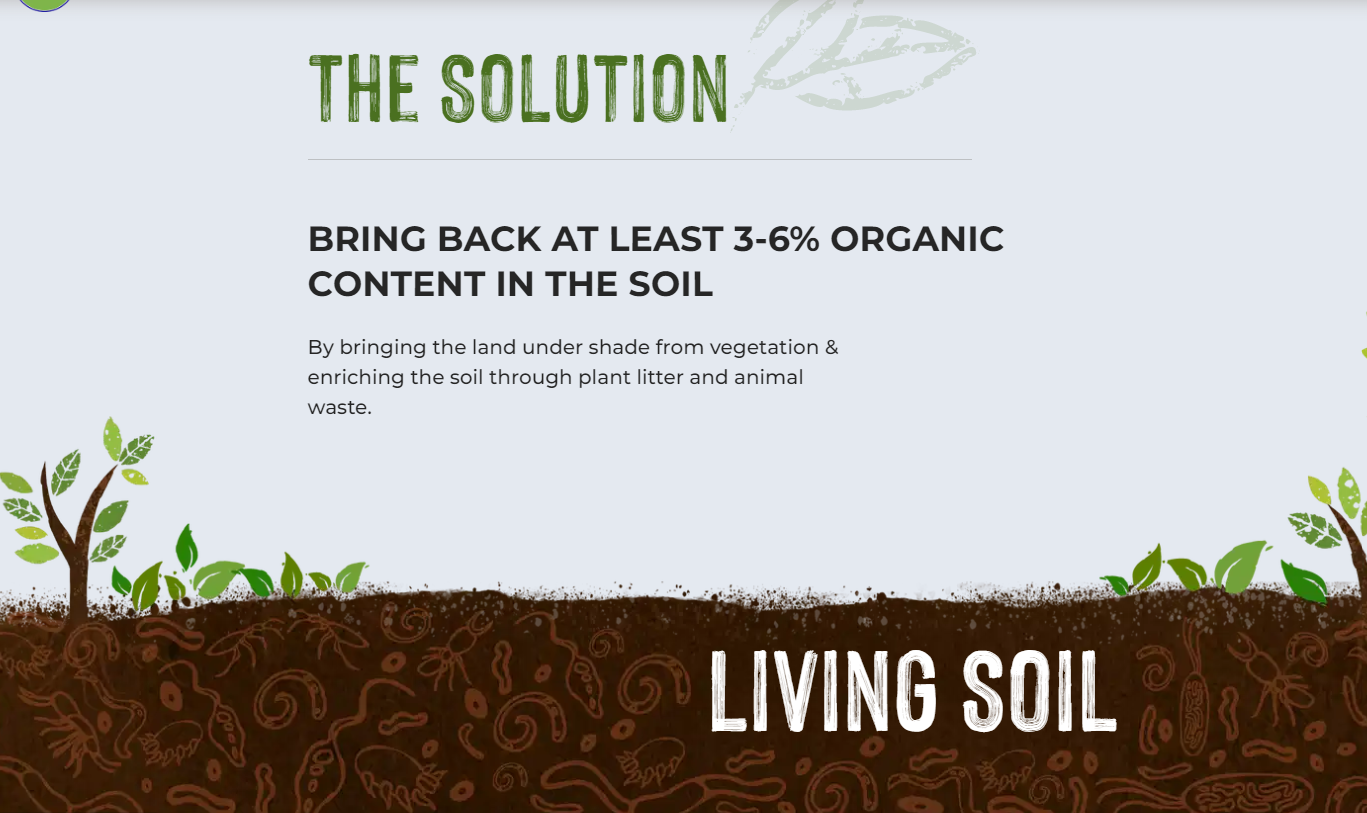 THE SOLUTION
BRING BACK AT LEAST 3-6% ORGANIC
CONTENT IN THE SOIL
By bringing the land under shade from vegetation &
enriching the soil through plant litter and animal
waste.
LIVING SOIL